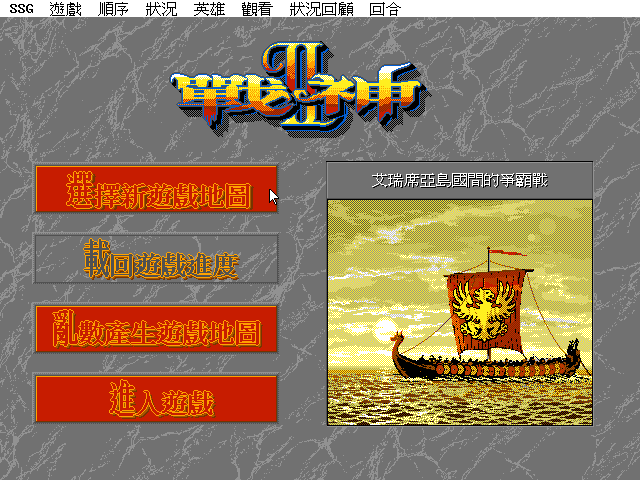 SSG 遊戲 順序 狀況 英雄 觀看 狀況回顧 回合
戰神 II
選擇新遊戲地圖
艾瑞席亞島國間的爭霸戰
載回遊戲進度
亂數產生遊戲地圖
進入遊戲